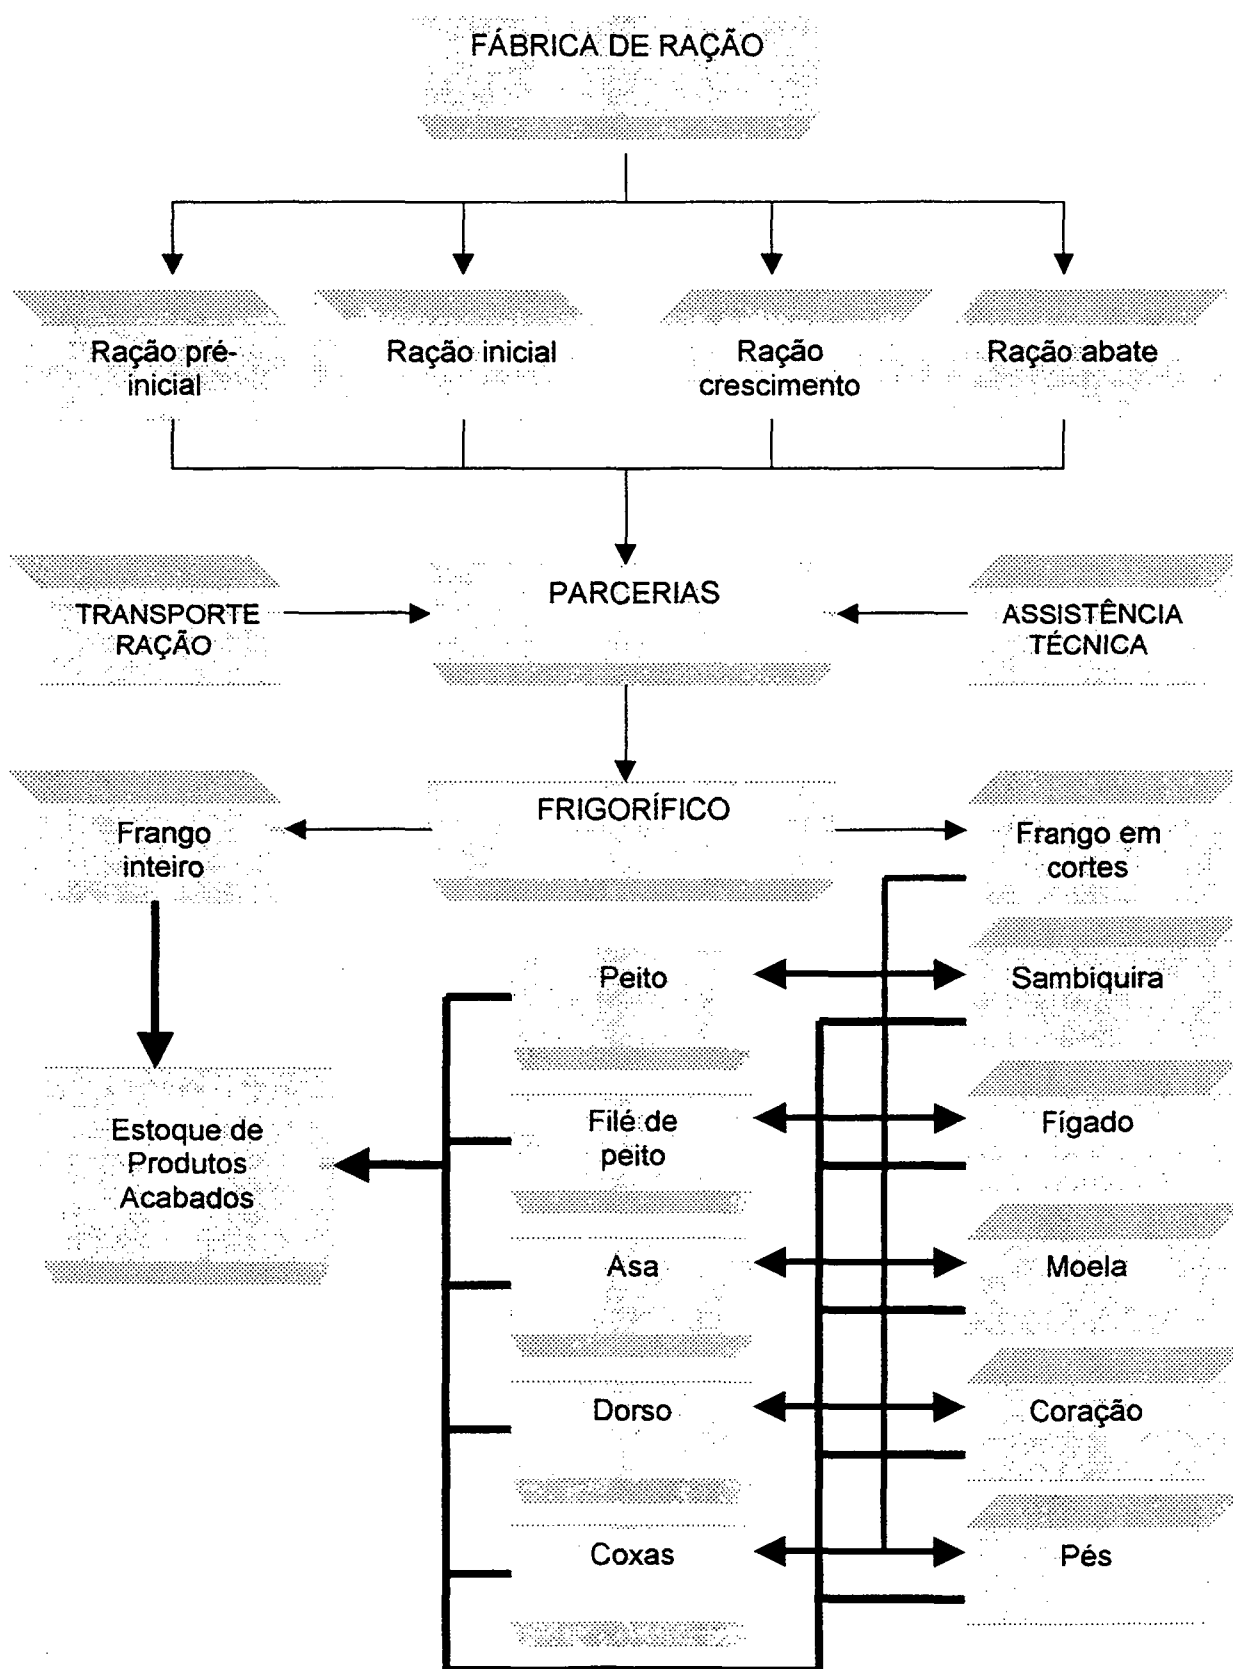 FÁBRICA DE RAÇÃO
Ração pré-
inicial
Ração inicial
Ração
crescimento
Ração abate
TRANSPORTE
RAÇÃO
PARCERIAS
ASSISTÊNCIA
TÉCNICA
Frango
inteiro
FRIGORÍFICO
Frango em
cortes
Peito
Sambiquira
Estoque de
Produtos
Acabados
Filé de
peito
Fígado
Asa
Moela
Dorso
Coração
Coxas
Pés